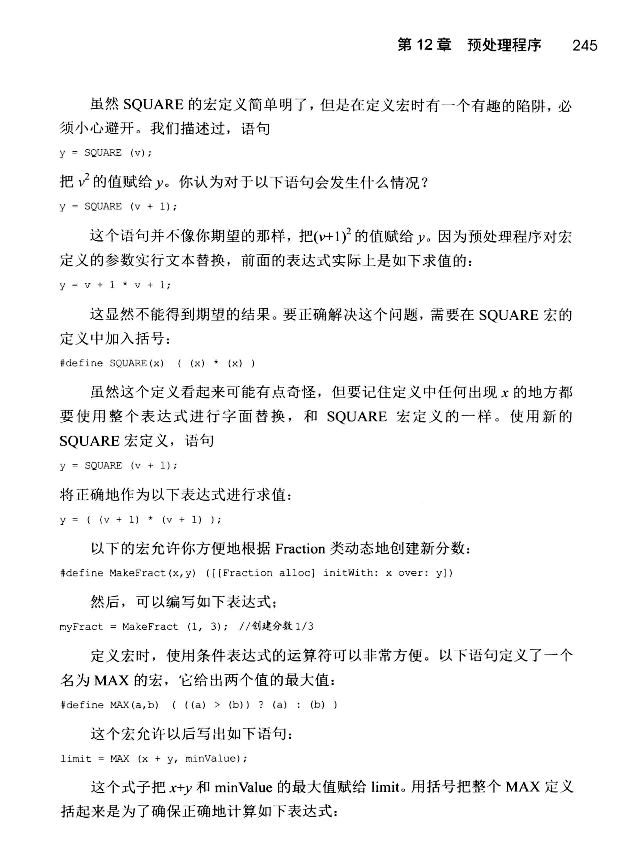 第 12 章 预处理程序 245
虽然 SQUARE 的宏定义简单明了，但是在定义宏时有一个有趣的陷阱，必
须小心避开。我们描述过，语句
y = SQUARE (v);
把 v² 的值赋给 y。你认为对于以下语句会发生什么情况？
y = SQUARE (v + 1);
这个语句并不像你期望的那样，把(v+1)² 的值赋给 y。因为预处理程序对宏
定义的参数实行文本替换，前面的表达式实际上是如下求值的：
y = v + 1 * v + 1;
这显然不能得到期望的结果。要正确解决这个问题，需要在 SQUARE 宏的
定义中加入括号：
#define SQUARE(x) ( (x) * (x) )
虽然这个定义看起来可能有点奇怪，但要记住定义中任何出现 x 的地方都
要使用整个表达式进行字面替换，和 SQUARE 宏定义的一样。使用新的
SQUARE 宏定义，语句
y = SQUARE (v + 1);
将正确地作为以下表达式进行求值：
y = ( (v + 1) * (v + 1) );
以下的宏允许你方便地根据 Fraction 类动态地创建新分数：
#define MakeFract(x,y) ([[Fraction alloc] initWith: x over: y])
然后，可以编写如下表达式；
myFract = MakeFract (1, 3); //创建分数 1/3
定义宏时，使用条件表达式的运算符可以非常方便。以下语句定义了一个
名为 MAX 的宏，它给出两个值的最大值：
#define MAX(a,b) ( ((a) > (b)) ? (a) : (b) )
这个宏允许以后写出如下语句：
limit = MAX (x + y, minValue);
这个式子把 x+y 和 minValue 的最大值赋给 limit。用括号把整个 MAX 定义
括起来是为了确保正确地计算如下表达式：